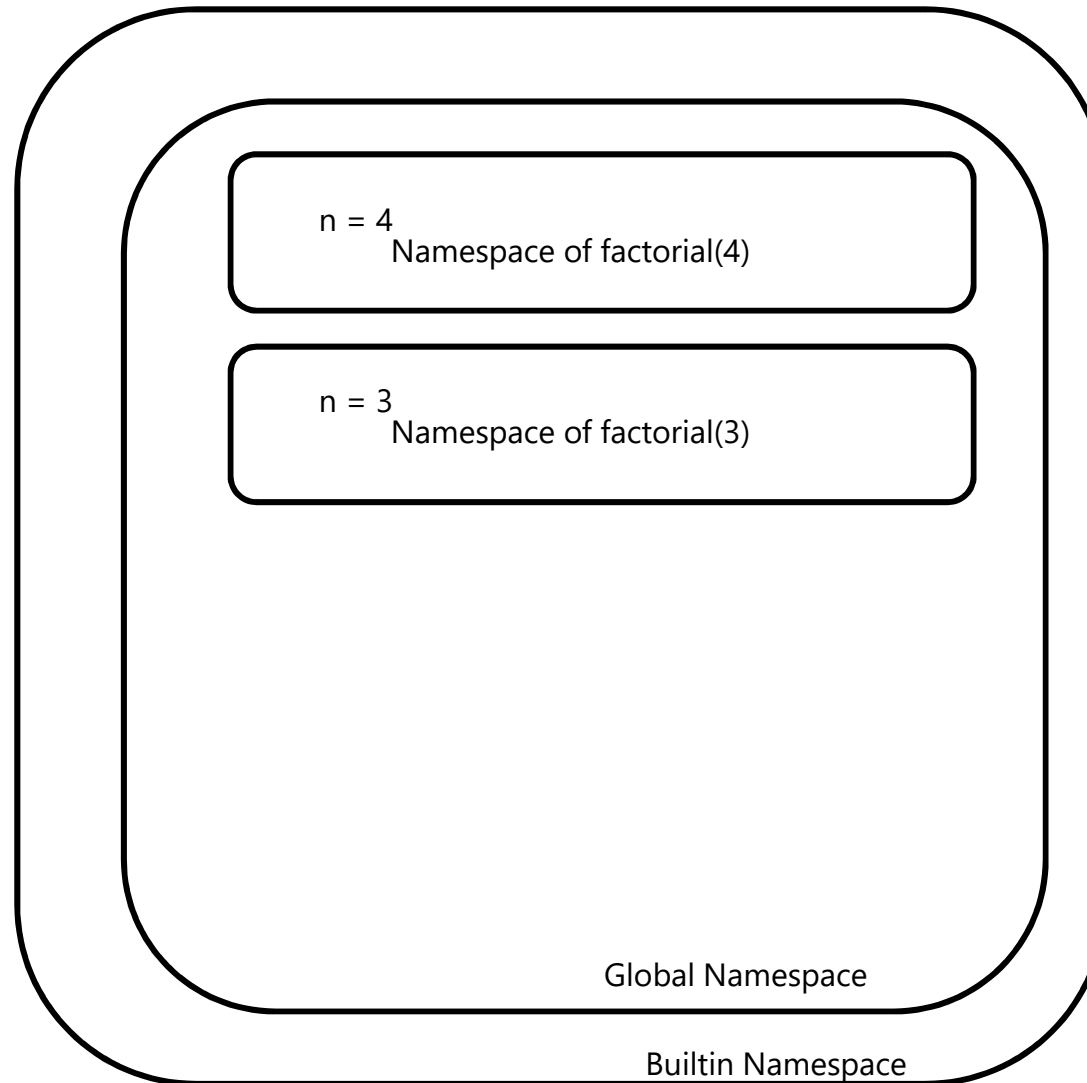 n = 4
Namespace of factorial(4)
n = 3
Namespace of factorial(3)
Global Namespace
Builtin Namespace